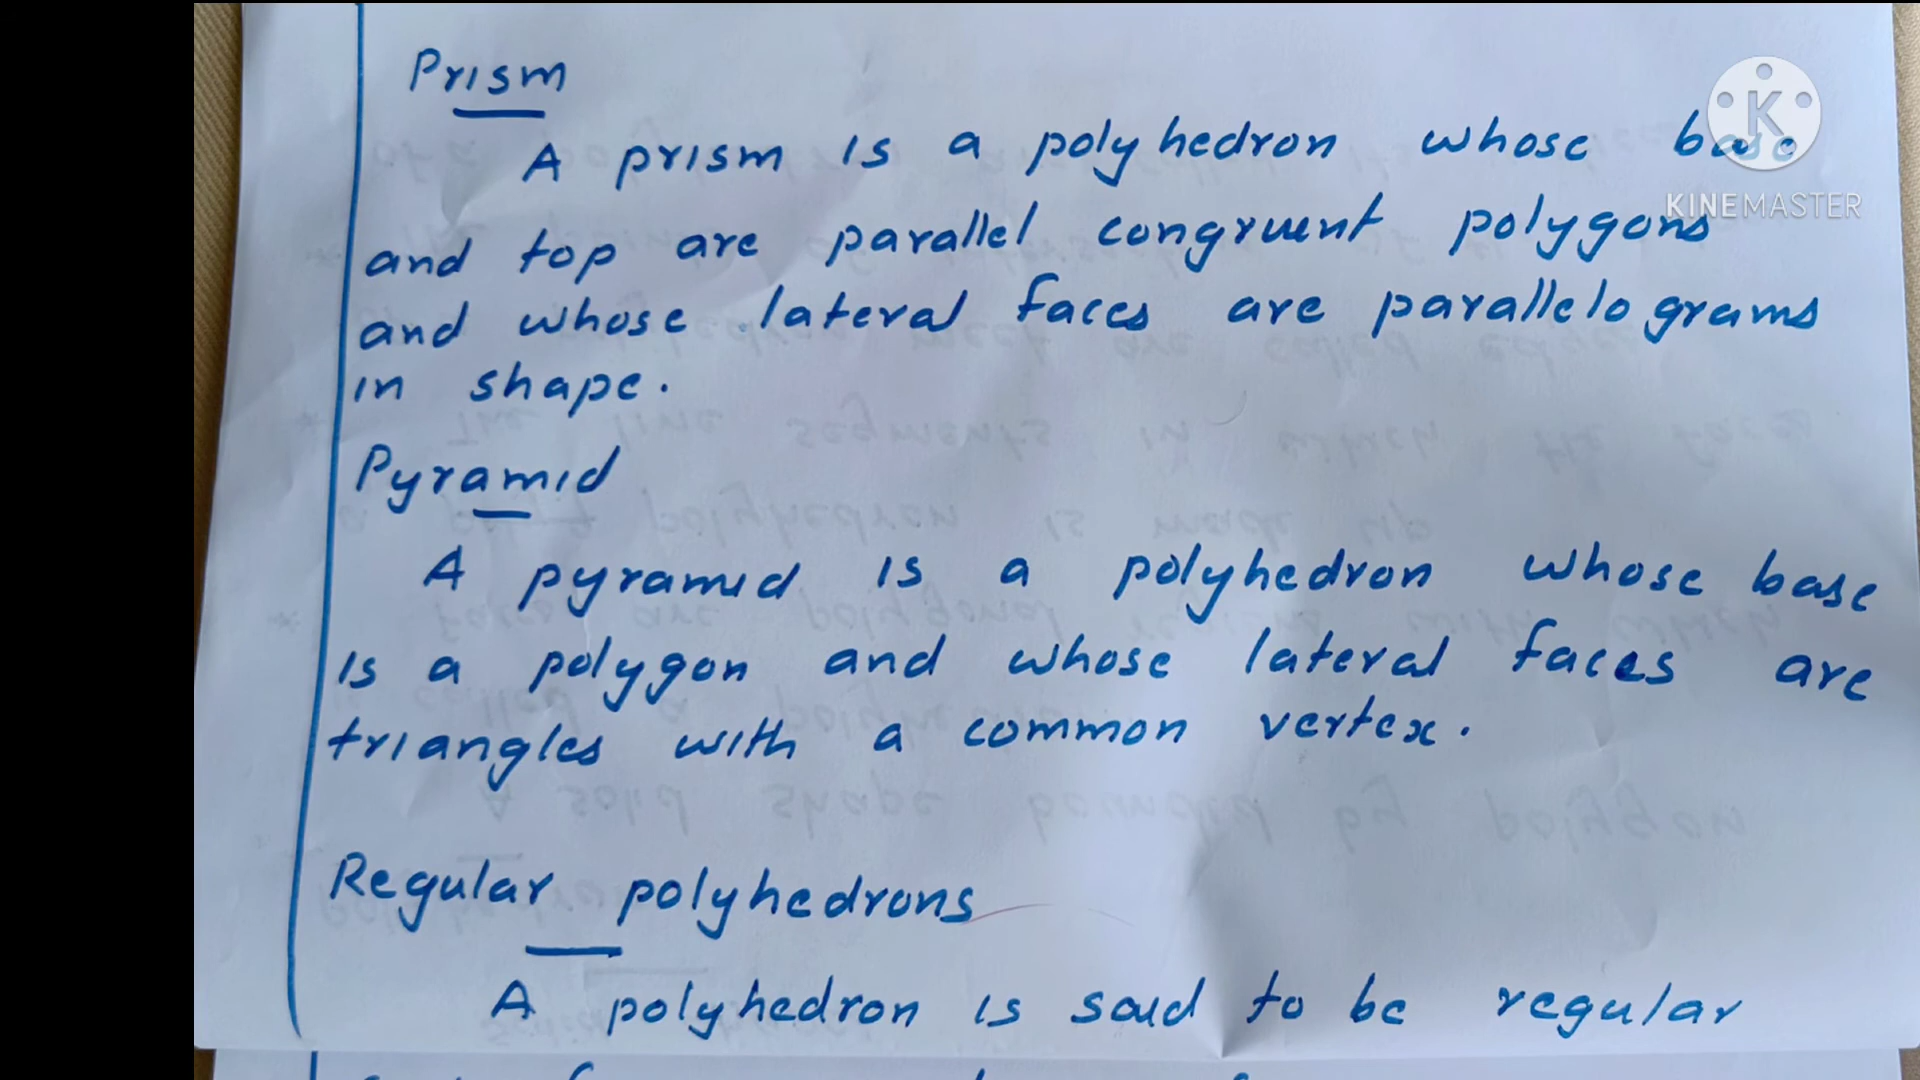 Prism
A prism is a polyhedron whose base
and top are parallel congruent polygons
and whose lateral faces are parallelograms
in shape.
Pyramid
A pyramid is a polyhedron whose base
is a polygon and whose lateral faces are
triangles with a common vertex.
Regular polyhedrons
A polyhedron is said to be regular
K
KINEMASTER